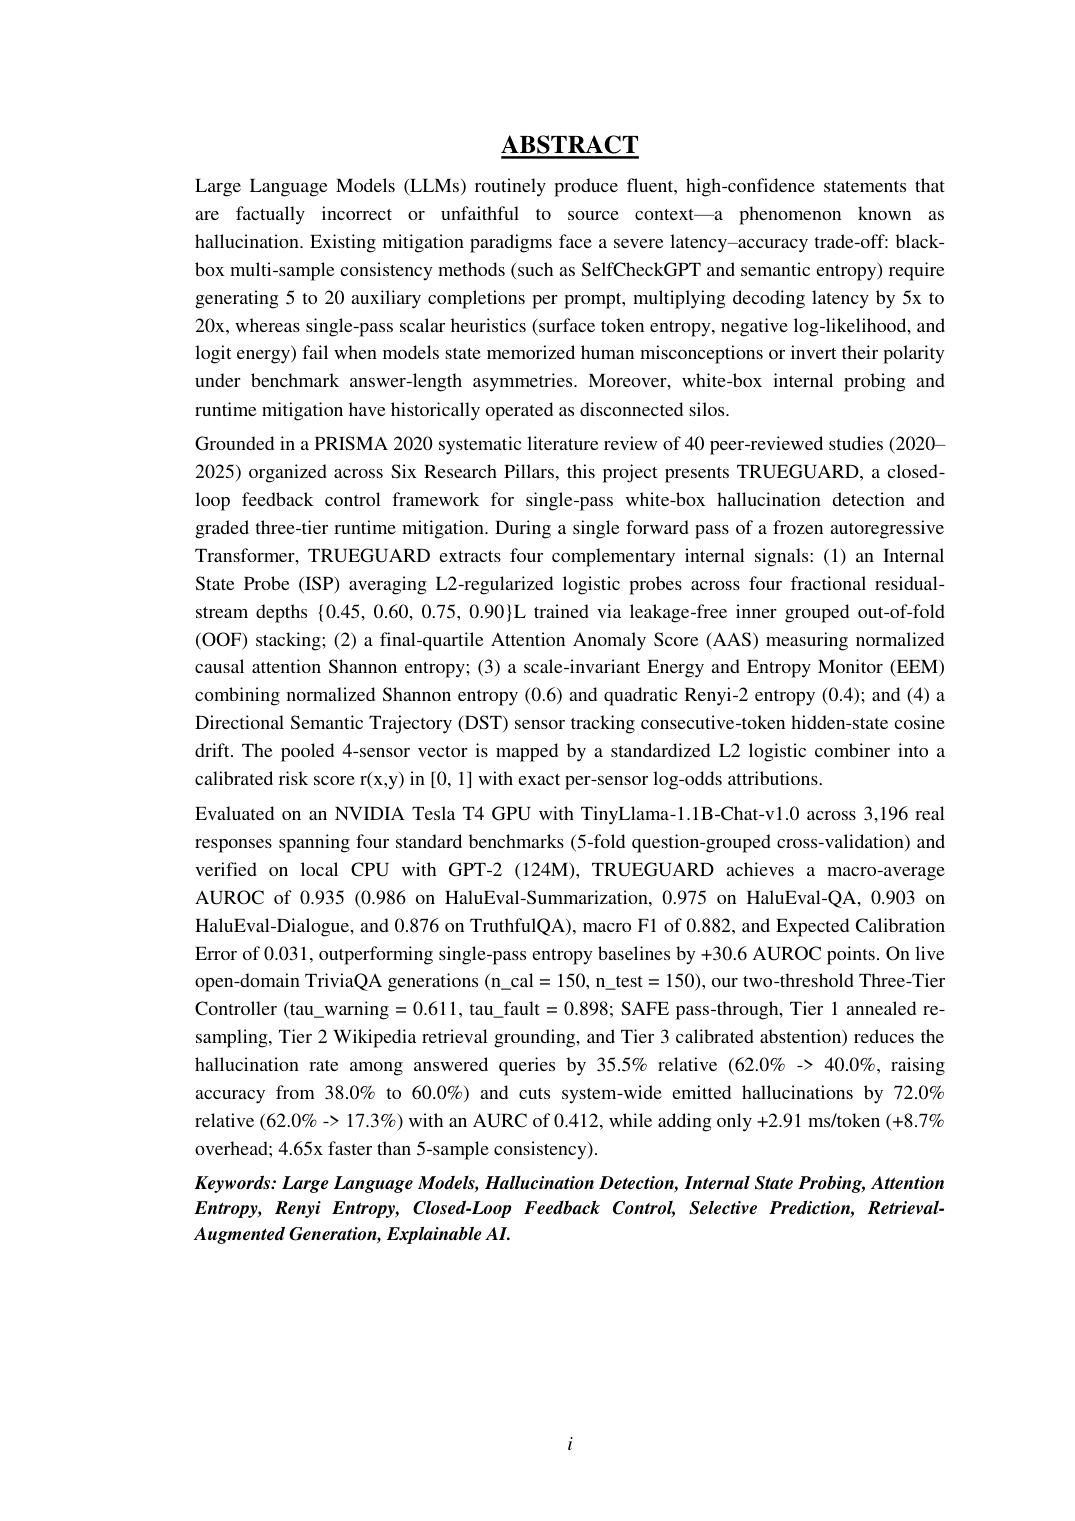 ABSTRACT
Large Language Models (LLMs) routinely produce fluent, high-confidence statements that
are factually incorrect or unfaithful to source context—a phenomenon known as
hallucination. Existing mitigation paradigms face a severe latency–accuracy trade-off: black-
box multi-sample consistency methods (such as SelfCheckGPT and semantic entropy) require
generating 5 to 20 auxiliary completions per prompt, multiplying decoding latency by 5x to
20x, whereas single-pass scalar heuristics (surface token entropy, negative log-likelihood, and
logit energy) fail when models state memorized human misconceptions or invert their polarity
under benchmark answer-length asymmetries. Moreover, white-box internal probing and
runtime mitigation have historically operated as disconnected silos.
Grounded in a PRISMA 2020 systematic literature review of 40 peer-reviewed studies (2020–
2025) organized across Six Research Pillars, this project presents TRUEGUARD, a closed-
loop feedback control framework for single-pass white-box hallucination detection and
graded three-tier runtime mitigation. During a single forward pass of a frozen autoregressive
Transformer, TRUEGUARD extracts four complementary internal signals: (1) an Internal
State Probe (ISP) averaging L2-regularized logistic probes across four fractional residual-
stream depths {0.45, 0.60, 0.75, 0.90}L trained via leakage-free inner grouped out-of-fold
(OOF) stacking; (2) a final-quartile Attention Anomaly Score (AAS) measuring normalized
causal attention Shannon entropy; (3) a scale-invariant Energy and Entropy Monitor (EEM)
combining normalized Shannon entropy (0.6) and quadratic Renyi-2 entropy (0.4); and (4) a
Directional Semantic Trajectory (DST) sensor tracking consecutive-token hidden-state cosine
drift. The pooled 4-sensor vector is mapped by a standardized L2 logistic combiner into a
calibrated risk score r(x,y) in [0, 1] with exact per-sensor log-odds attributions.
Evaluated on an NVIDIA Tesla T4 GPU with TinyLlama-1.1B-Chat-v1.0 across 3,196 real
responses spanning four standard benchmarks (5-fold question-grouped cross-validation) and
verified on local CPU with GPT-2 (124M), TRUEGUARD achieves a macro-average
AUROC of 0.935 (0.986 on HaluEval-Summarization, 0.975 on HaluEval-QA, 0.903 on
HaluEval-Dialogue, and 0.876 on TruthfulQA), macro F1 of 0.882, and Expected Calibration
Error of 0.031, outperforming single-pass entropy baselines by +30.6 AUROC points. On live
open-domain TriviaQA generations (n_cal = 150, n_test = 150), our two-threshold Three-Tier
Controller (tau_warning = 0.611, tau_fault = 0.898; SAFE pass-through, Tier 1 annealed re-
sampling, Tier 2 Wikipedia retrieval grounding, and Tier 3 calibrated abstention) reduces the
hallucination rate among answered queries by 35.5% relative (62.0% -> 40.0%, raising
accuracy from 38.0% to 60.0%) and cuts system-wide emitted hallucinations by 72.0%
relative (62.0% -> 17.3%) with an AURC of 0.412, while adding only +2.91 ms/token (+8.7%
overhead; 4.65x faster than 5-sample consistency).
Keywords: Large Language Models, Hallucination Detection, Internal State Probing, Attention
Entropy, Renyi Entropy, Closed-Loop Feedback Control, Selective Prediction, Retrieval-
Augmented Generation, Explainable AI.
i